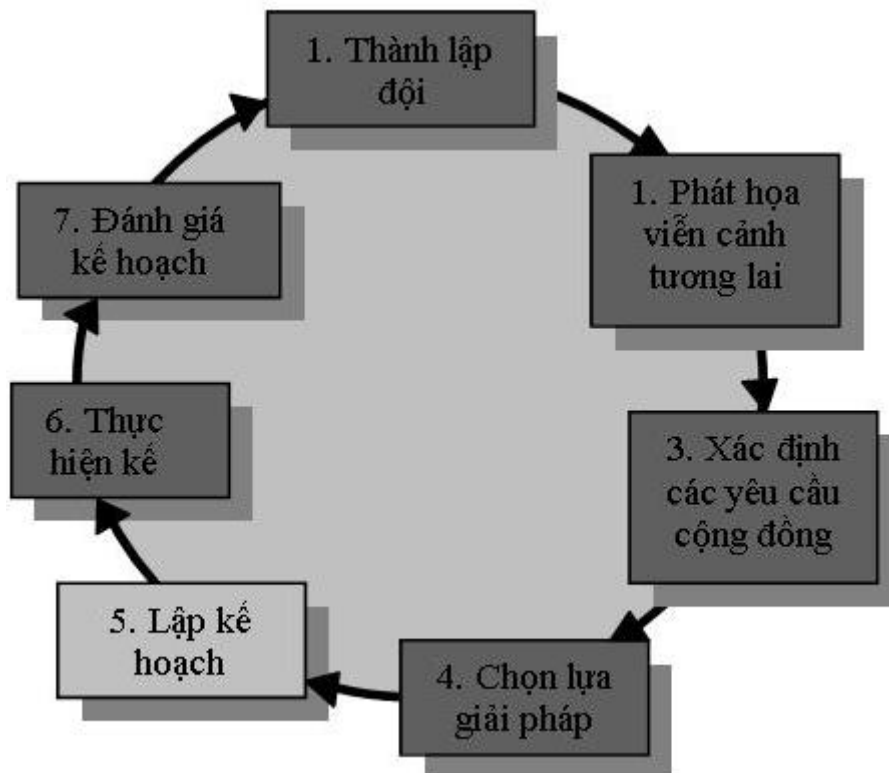 1. Thành lập
đội
1. Phát họa
viễn cảnh
tương lai
3. Xác định
các yêu cầu
cộng đồng
4. Chọn lựa
giải pháp
5. Lập kế
hoạch
6. Thực
hiện kế
7. Đánh giá
kế hoạch